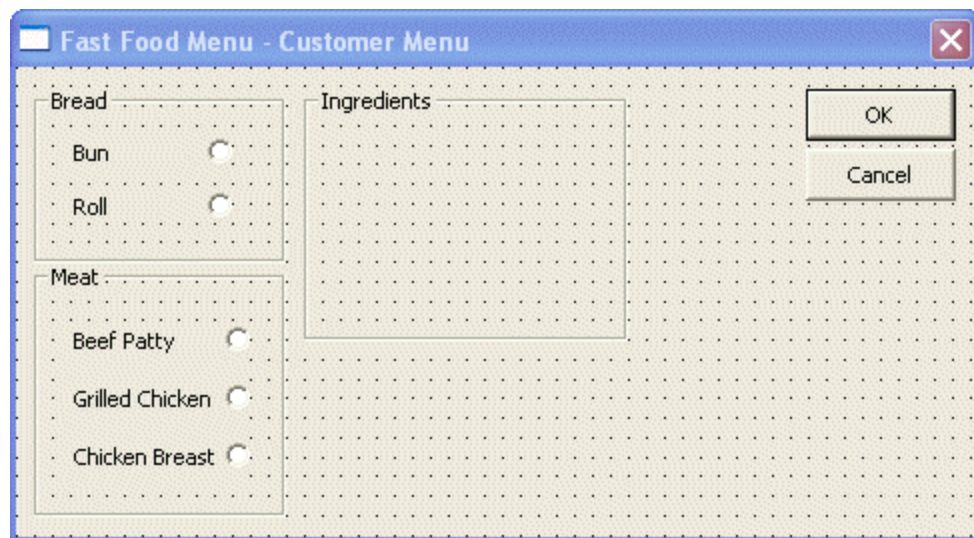 Fast Food Menu - Customer Menu
Bread
Bun
Roll
Meat
Beef Patty
Grilled Chicken
Chicken Breast
Ingredients
OK
Cancel